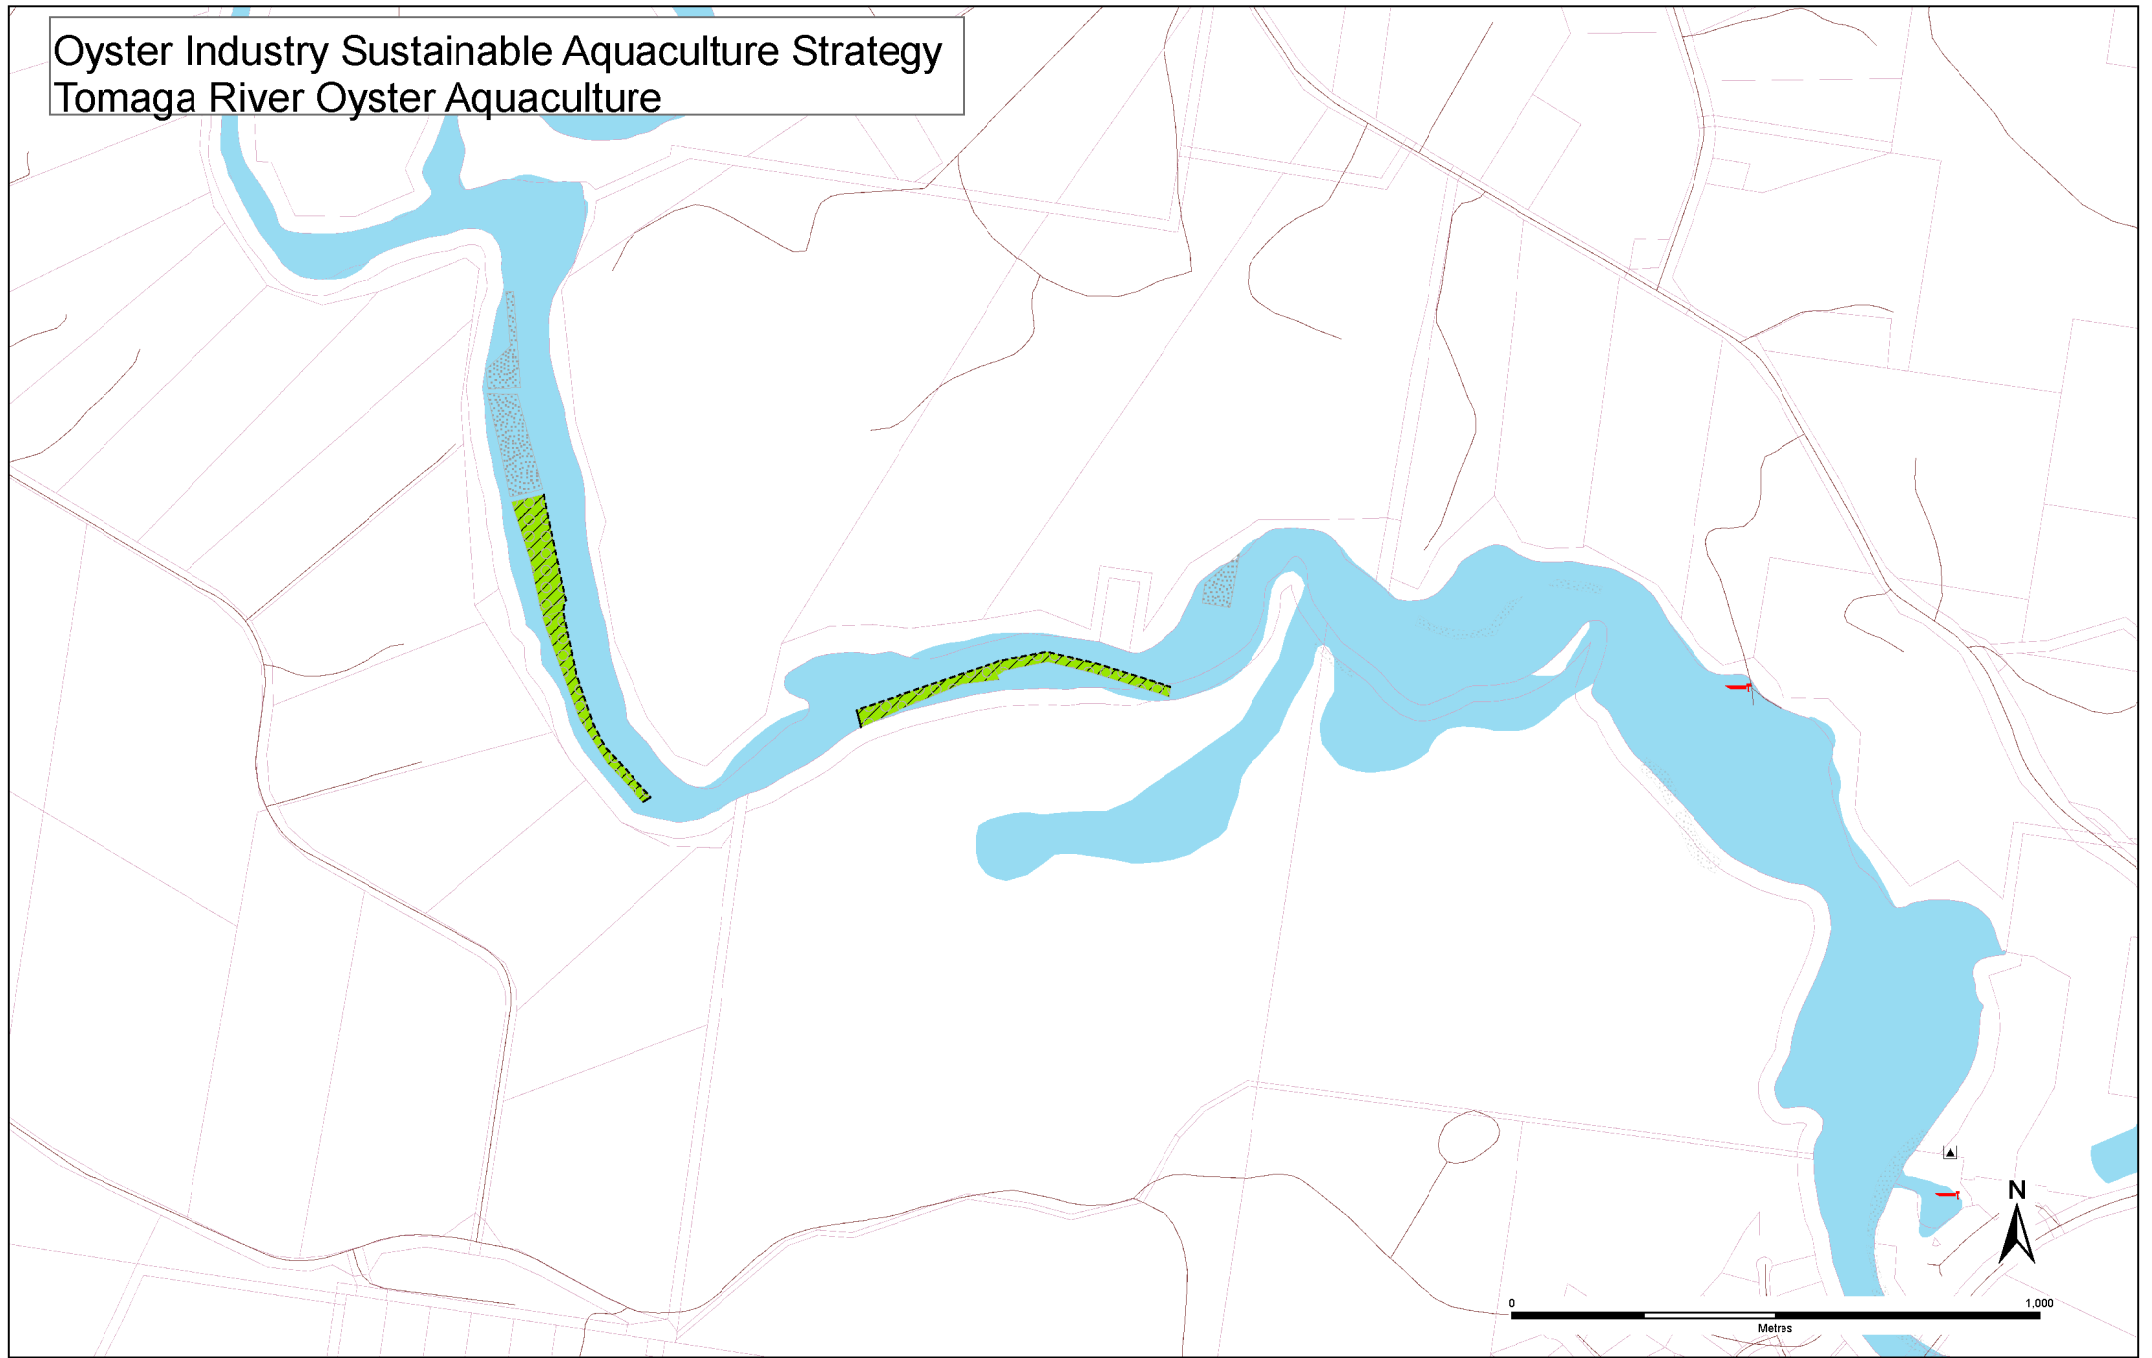 Oyster Industry Sustainable Aquaculture Strategy
Tomaga River Oyster Aquaculture
N
0 1,000
Metres